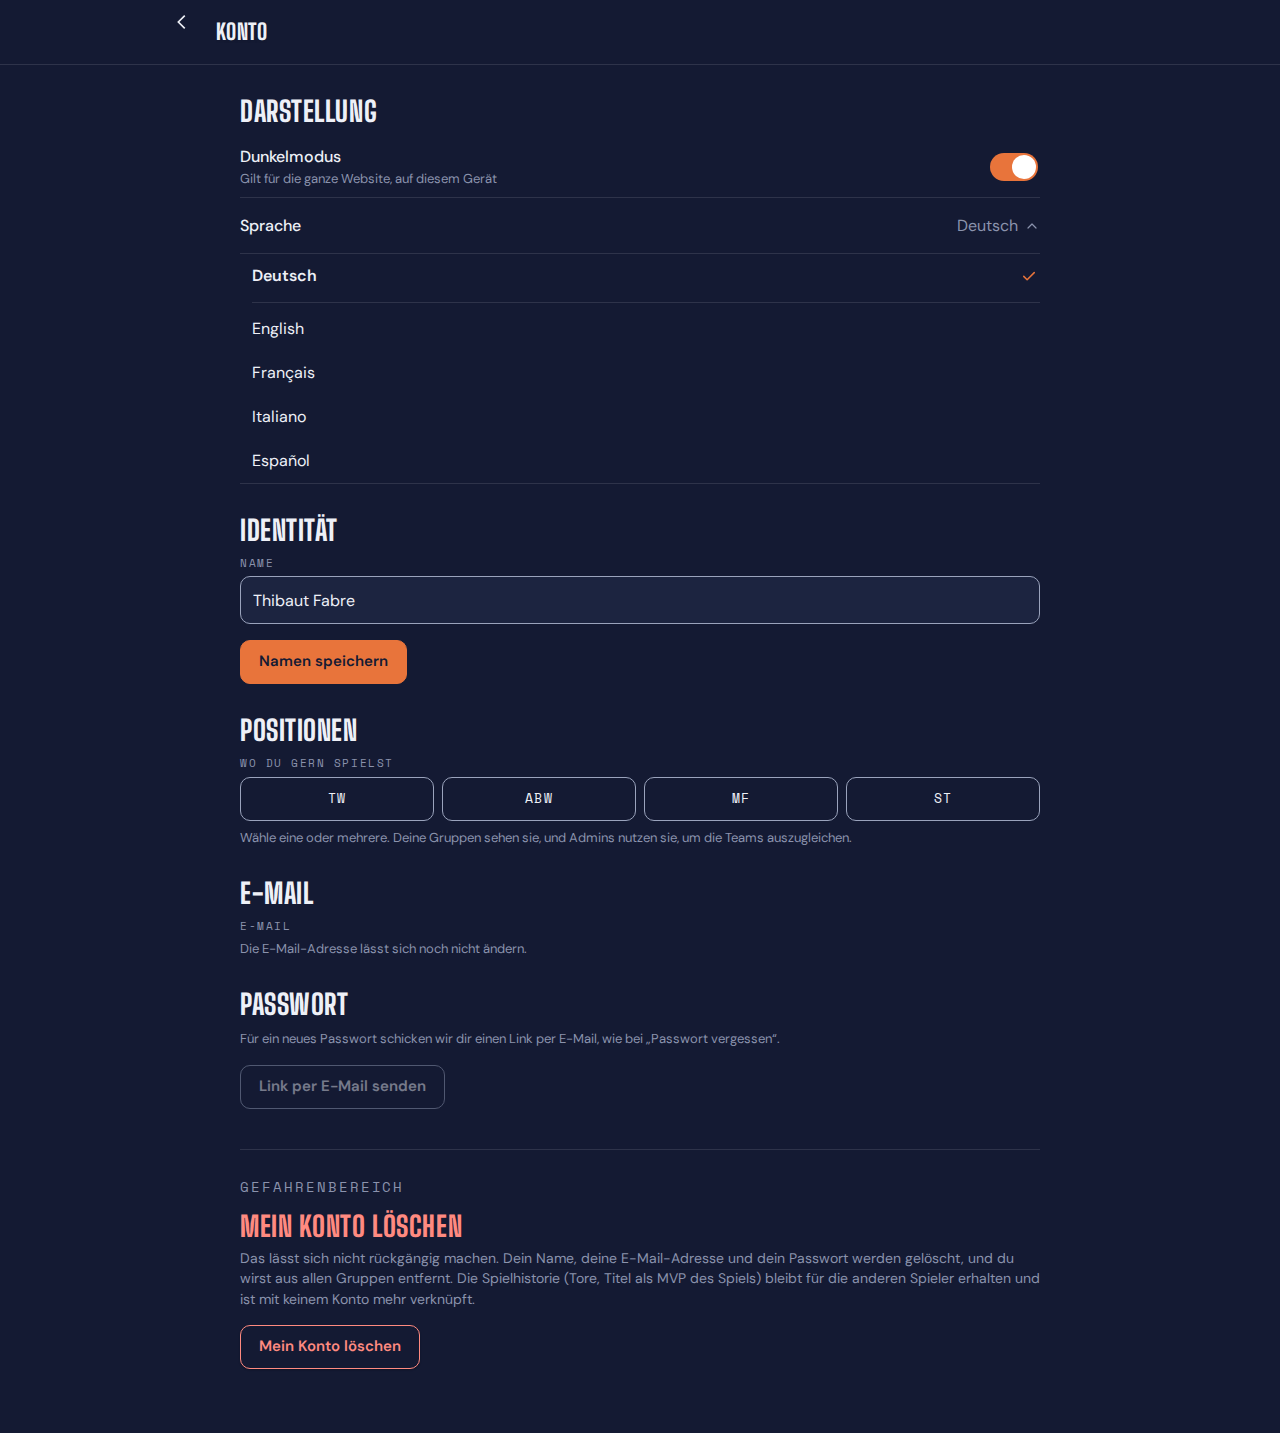 KONTO
DARSTELLUNG
Dunkelmodus
Gilt für die ganze Website, auf diesem Gerät
Sprache
Deutsch
Deutsch
English
Français
Italiano
Español
IDENTITÄT
NAME
Thibaut Fabre
Namen speichern
POSITIONEN
WO DU GERN SPIELST
TW
ABW
MF
ST
Wähle eine oder mehrere. Deine Gruppen sehen sie, und Admins nutzen sie, um die Teams auszugleichen.
E-MAIL
E-MAIL
Die E-Mail-Adresse lässt sich noch nicht ändern.
PASSWORT
Für ein neues Passwort schicken wir dir einen Link per E-Mail, wie bei „Passwort vergessen“.
Link per E-Mail senden
GEFAHRENBEREICH
MEIN KONTO LÖSCHEN
Das lässt sich nicht rückgängig machen. Dein Name, deine E-Mail-Adresse und dein Passwort werden gelöscht, und du
wirst aus allen Gruppen entfernt. Die Spielhistorie (Tore, Titel als MVP des Spiels) bleibt für die anderen Spieler erhalten und
ist mit keinem Konto mehr verknüpft.
Mein Konto löschen